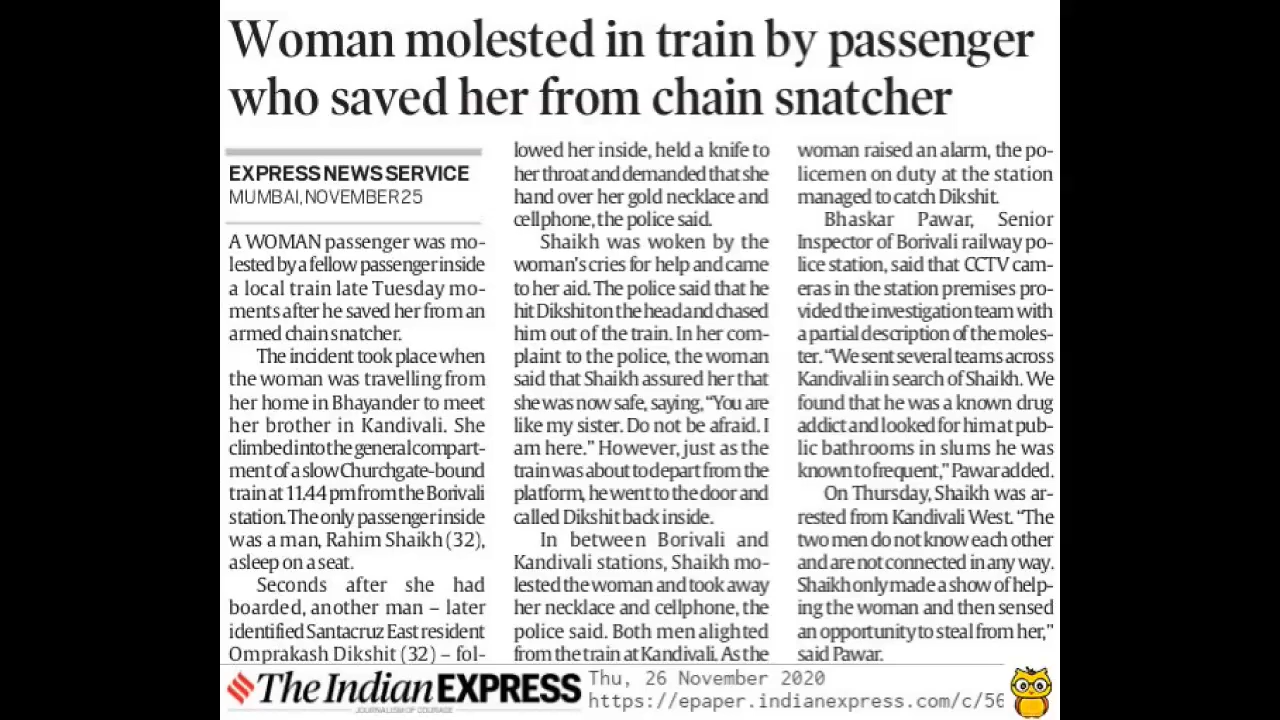 Woman molested in train by passenger
who saved her from chain snatcher
EXPRESS NEWS SERVICE
MUMBAI, NOVEMBER 25
A WOMAN passenger was mo-
lested by a fellow passenger inside
a local train late Tuesday mo-
ments after he saved her from an
armed chain snatcher.
The incident took place when
the woman was travelling from
her home in Bhayander to meet
her brother in Kandivali. She
climbed into the general compart-
ment of a slow Churchgate-bound
train at 11.44 pm from the Borivali
station. The only passenger inside
was a man, Rahim Shaikh (32),
asleep on a seat.
Seconds after she had
boarded, another man – later
identified Santacruz East resident
Omprakash Dikshit (32) – fol-
lowed her inside, held a knife to
her throat and demanded that she
hand over her gold necklace and
cellphone, the police said.
Shaikh was woken by the
woman's cries for help and came
to her aid. The police said that he
hit Dikshit on the head and chased
him out of the train. In her com-
plaint to the police, the woman
said that Shaikh assured her that
she was now safe, saying, “You are
like my sister. Do not be afraid. I
am here.” However, just as the
train was about to depart from the
platform, he went to the door and
called Dikshit back inside.
In between Borivali and
Kandivali stations, Shaikh mo-
lested the woman and took away
her necklace and cellphone, the
police said. Both men alighted
from the train at Kandivali. As the
woman raised an alarm, the po-
licemen on duty at the station
managed to catch Dikshit.
Bhaskar Pawar, Senior
Inspector of Borivali railway po-
lice station, said that CCTV cam-
eras in the station premises pro-
vided the investigation team with
a partial description of the moles-
ter. “We sent several teams across
Kandivali in search of Shaikh. We
found that he was a known drug
addict and looked for him at pub-
lic bathrooms in slums he was
known to frequent,” Pawar added.
On Thursday, Shaikh was ar-
rested from Kandivali West. “The
two men do not know each other
and are not connected in any way.
Shaikh only made a show of help-
ing the woman and then sensed
an opportunity to steal from her,”
said Pawar.
The Indian EXPRESS
JOURNALISM OF COURAGE
Thu, 26 November 2020
https://epaper.indianexpress.com/c/56